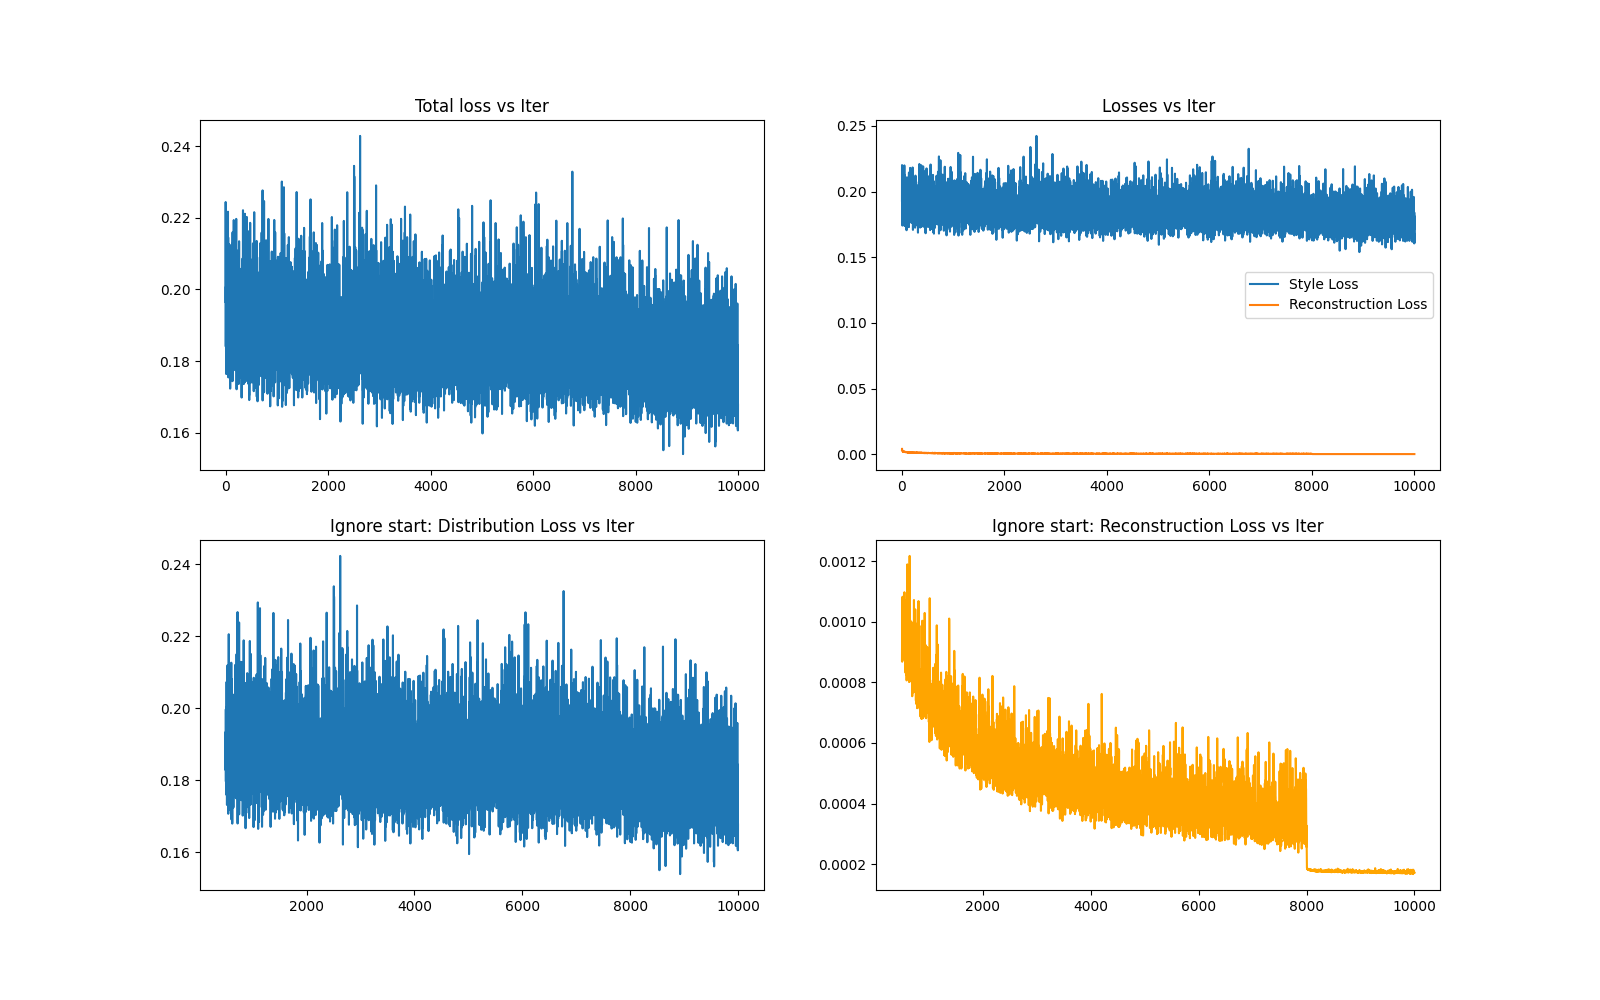 Total loss vs Iter
0.24
0.22
0.20
0.18
0.16
0 2000 4000 6000 8000 10000
Losses vs Iter
0.25
0.20
0.15
0.10
0.05
0.00
Style Loss
Reconstruction Loss
0 2000 4000 6000 8000 10000
Ignore start: Distribution Loss vs Iter
0.24
0.22
0.20
0.18
0.16
2000 4000 6000 8000 10000
Ignore start: Reconstruction Loss vs Iter
0.0012
0.0010
0.0008
0.0006
0.0004
0.0002
2000 4000 6000 8000 10000